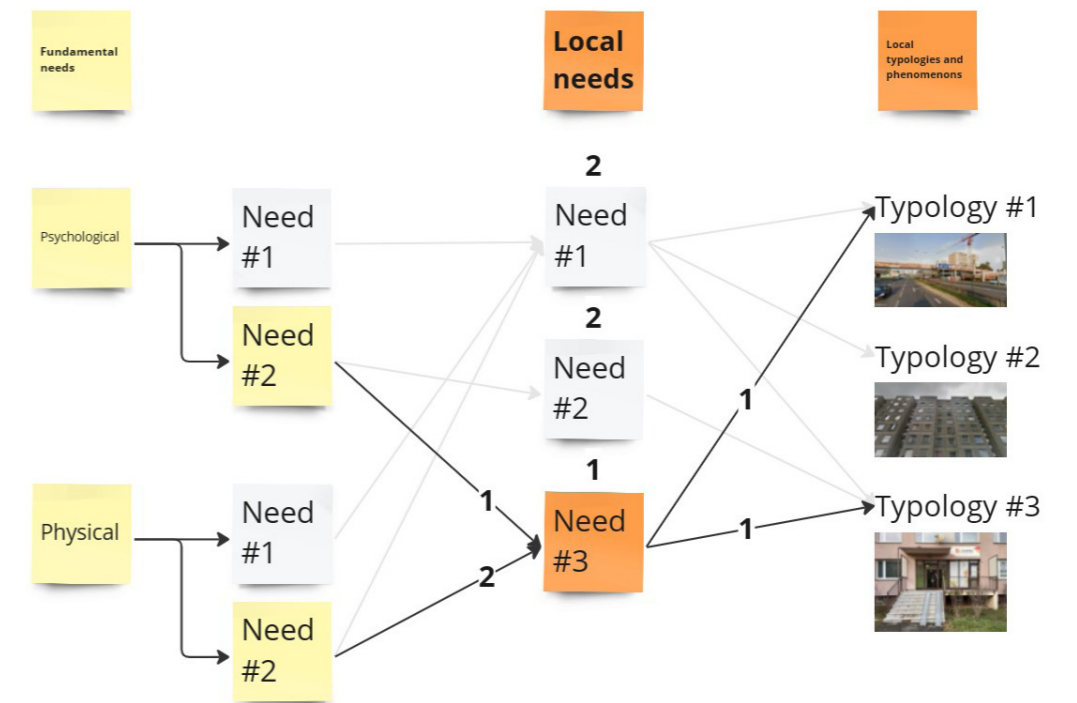 Fundamental
needs
Local
needs
Local
typologies and
phenomenons
2
Psychological
Need
#1
Need
#1
Typology #1
Need
#2
2
Need
#2
1
Typology #2
1
Physical
Need
#1
1
Need
#3
1
Typology #3
2
Need
#2